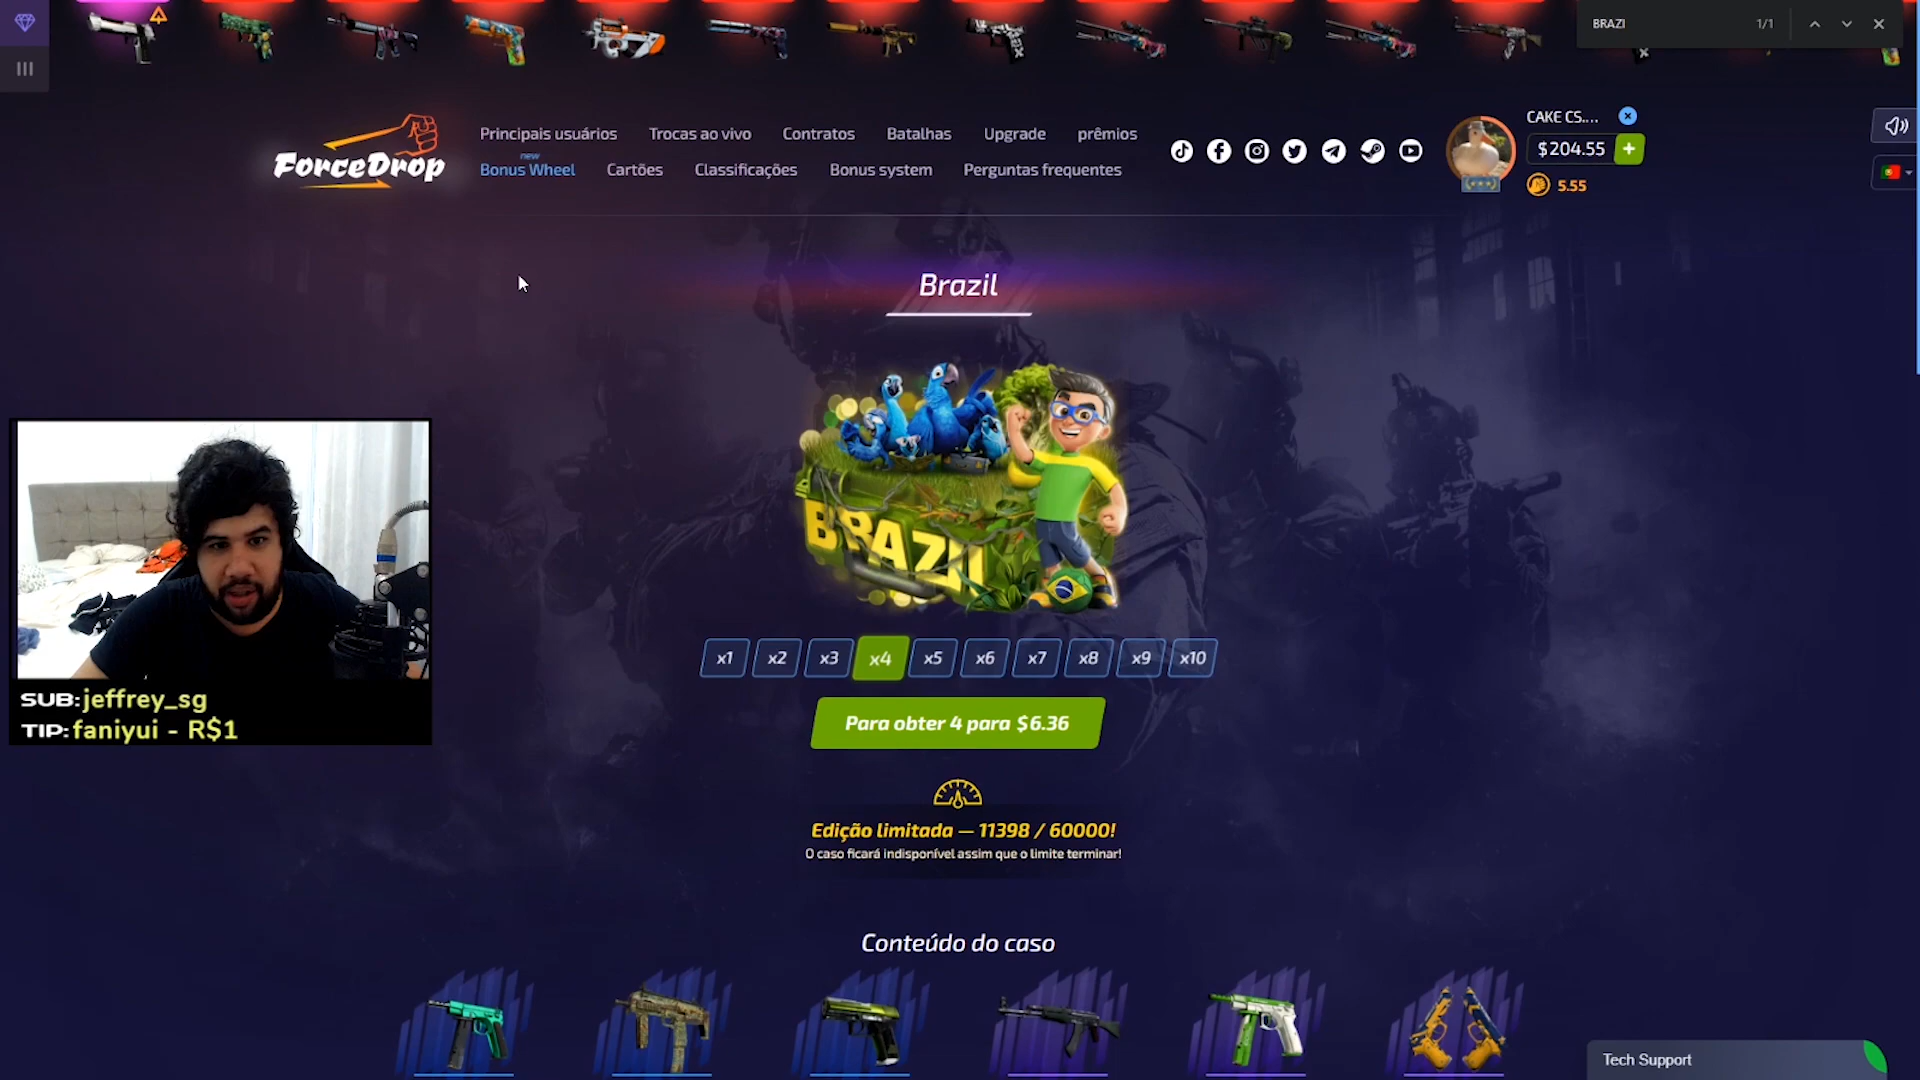 BRAZI
1/1
ForceDrop
Principais usuários
Trocas ao vivo
Contratos
Batalhas
Upgrade
prêmios
new
Bonus Wheel
Cartões
Classificações
Bonus system
Perguntas frequentes
CAKE CS....
$204.55
+
5.55
Brazil
BRAZIL
x1
x2
x3
x4
x5
x6
x7
x8
x9
x10
Para obter 4 para $6.36
Edição limitada — 11398 / 60000!
O caso ficará indisponível assim que o limite terminar!
Conteúdo do caso
SUB:jeffrey_sg
TIP:faniyui - R$1
Tech Support